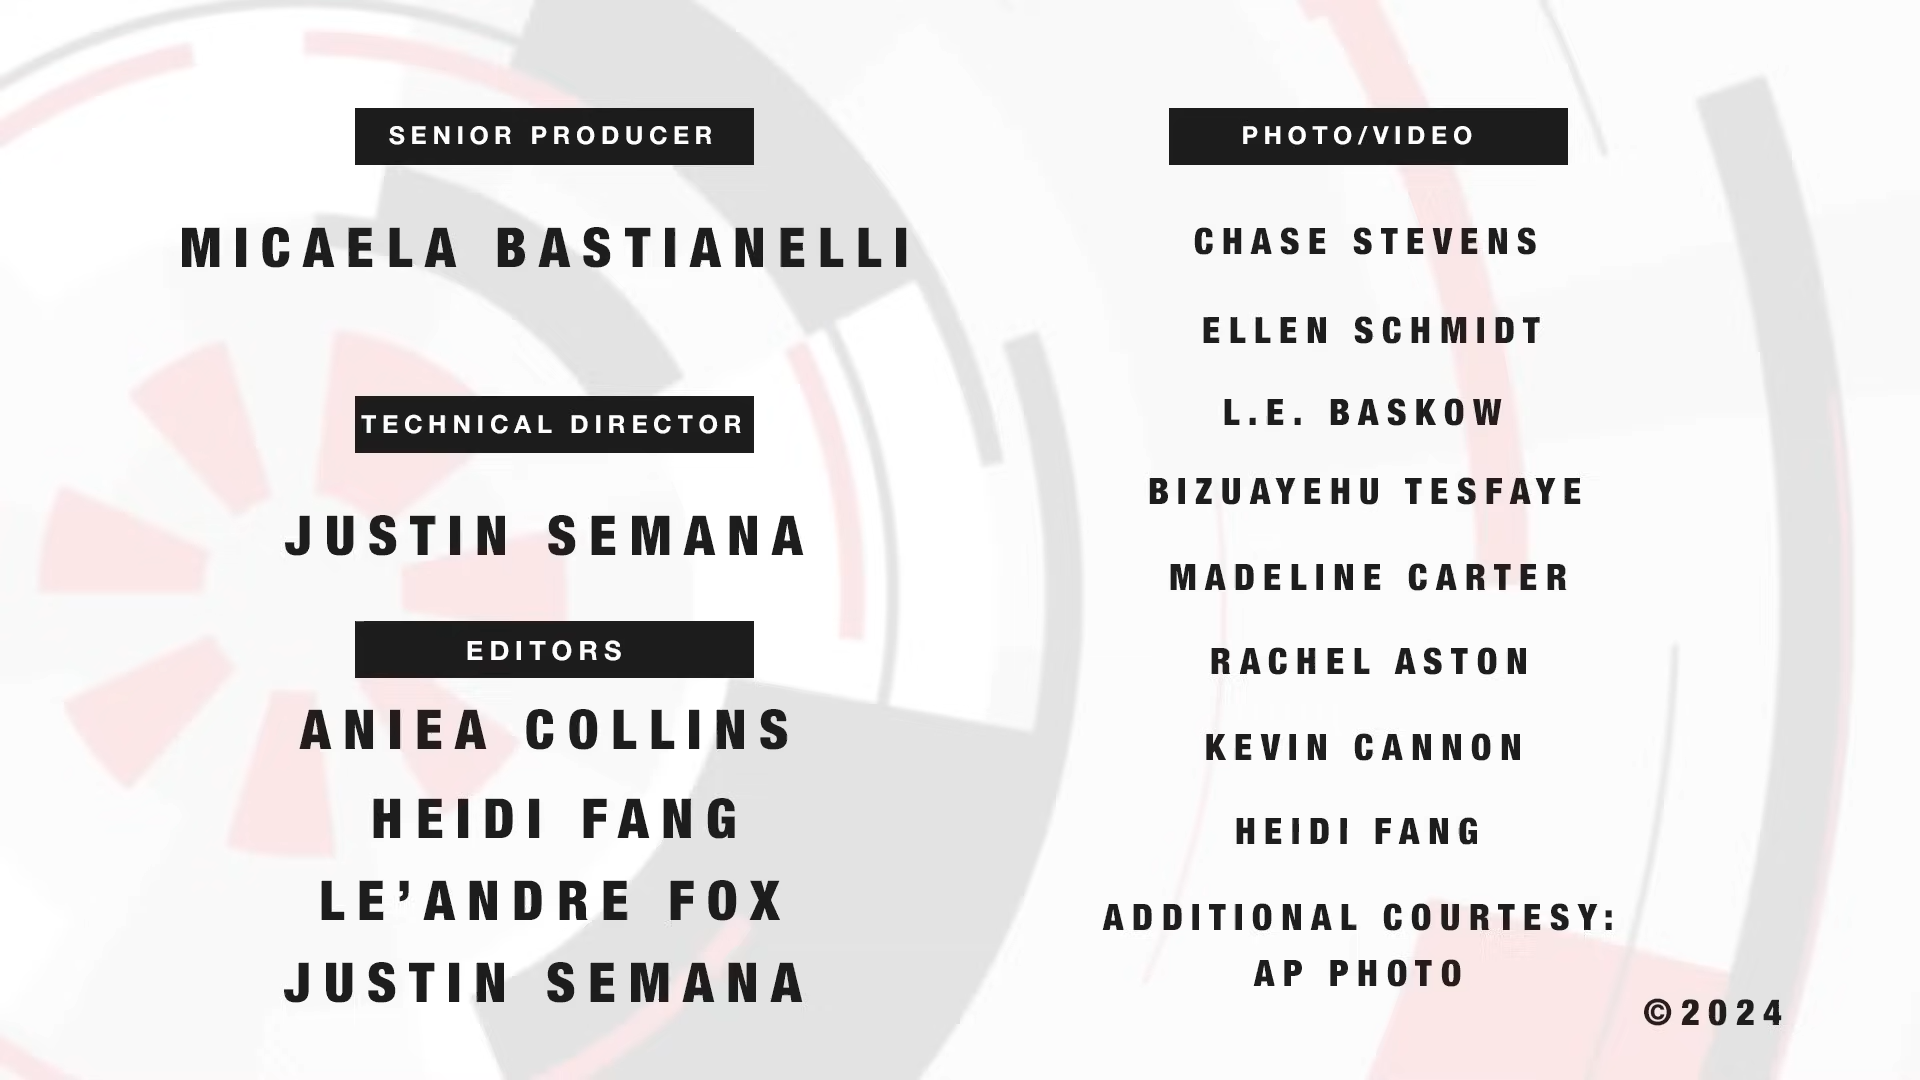 SENIOR PRODUCER
MICAELA BASTIANELLI
TECHNICAL DIRECTOR
JUSTIN SEMANA
EDITORS
ANIEA COLLINS
HEIDI FANG
LE’ANDRE FOX
JUSTIN SEMANA
PHOTO/VIDEO
CHASE STEVENS
ELLEN SCHMIDT
L.E. BASKOW
BIZUAYEHU TESFAYE
MADELINE CARTER
RACHEL ASTON
KEVIN CANNON
HEIDI FANG
ADDITIONAL COURTESY:
AP PHOTO
©2024